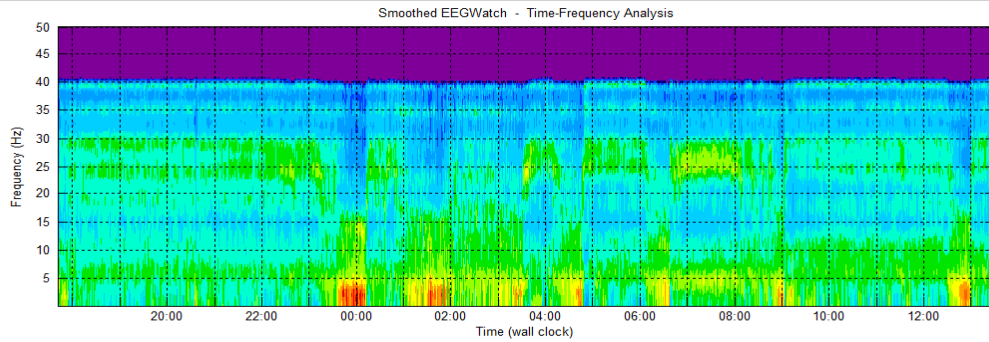 Smoothed EEGWatch - Time-Frequency Analysis
Frequency (Hz)
50
45
40
35
30
25
20
15
10
5
20:00 22:00 00:00 02:00 04:00 06:00 08:00 10:00 12:00
Time (wall clock)